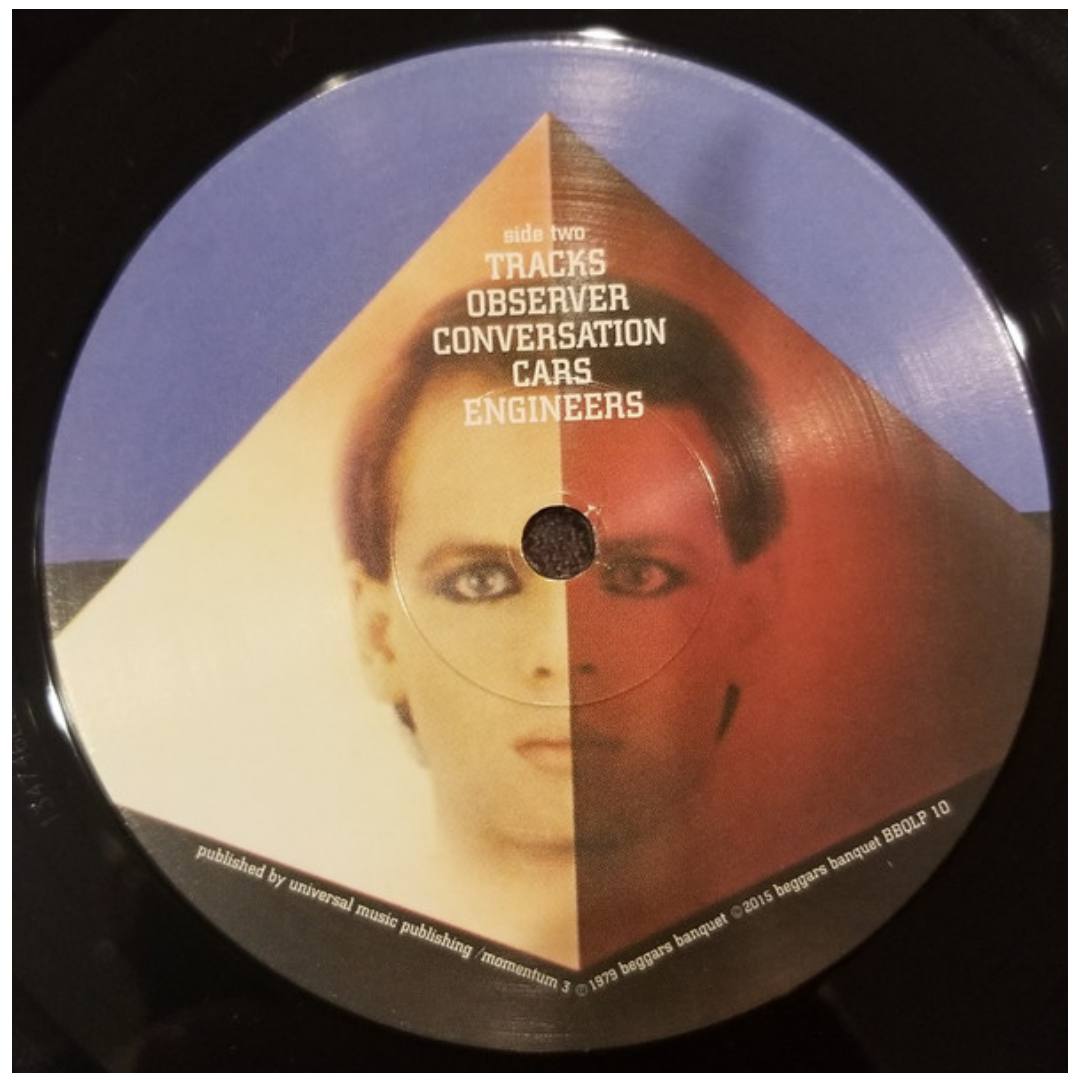 side two
TRACKS
OBSERVER
CONVERSATION
CARS
ENGINEERS
published by universal music publishing / momentum 3 ©1979 beggars banquet ©2015 beggars banquet BBQLP 10